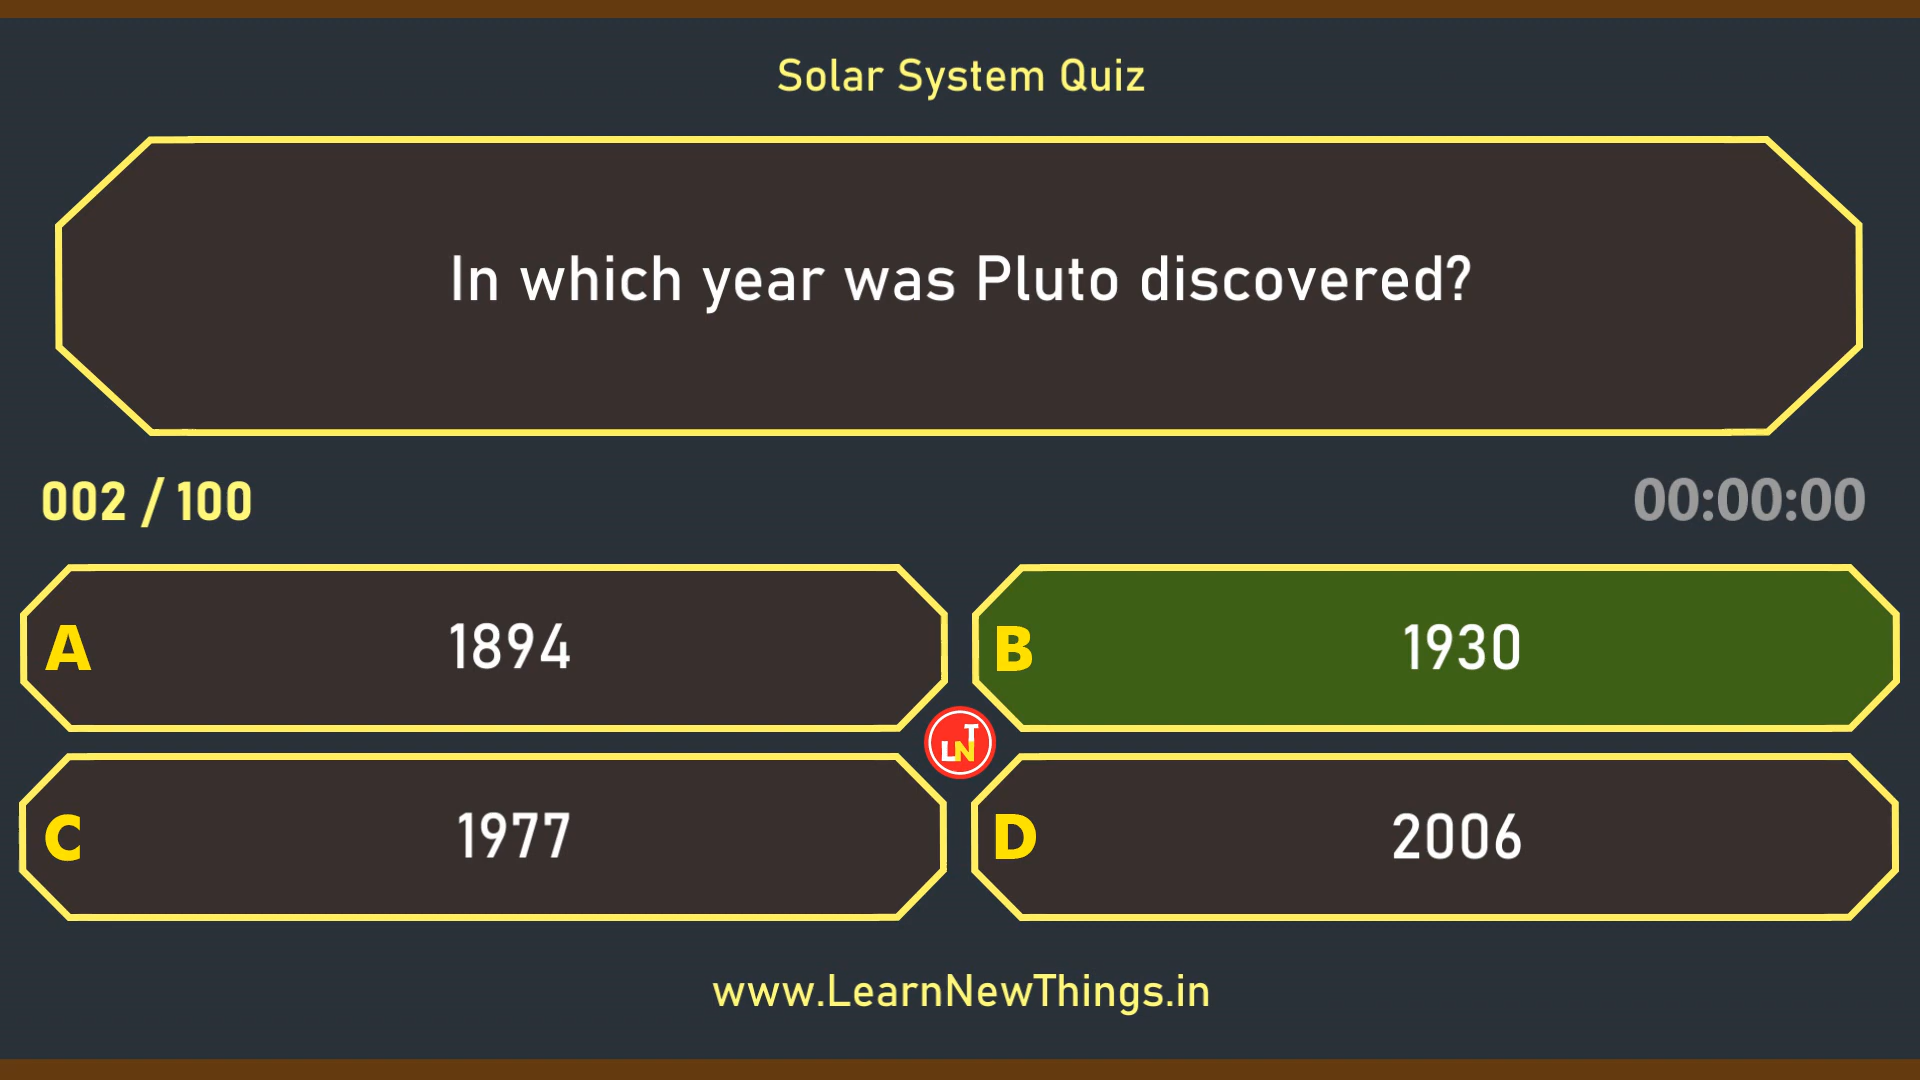 Solar System Quiz
In which year was Pluto discovered?
002 / 100
00:00:00
A
1894
B
1930
LNT
C
1977
D
2006
www.LearnNewThings.in